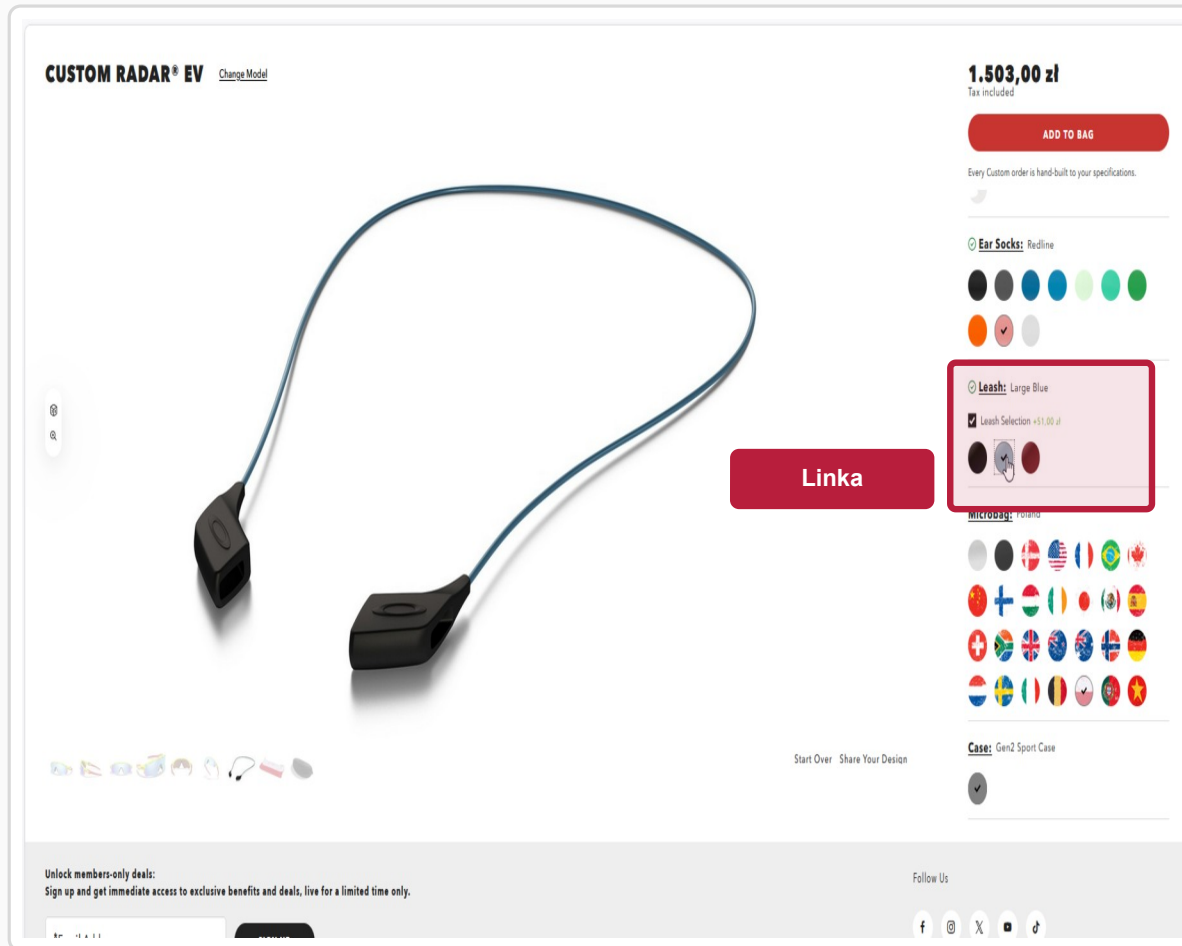 CUSTOM RADAR® EV Change Model
1.503,00 zł
Tax included
ADD TO BAG
Every Custom order is hand-built to your specifications.
Ear Socks: Redline
Leash: Large Blue
Leash Selection +51,00 zł
Linka
Microbag: Poland
Case: Gen2 Sport Case
Start Over Share Your Design
Unlock members-only deals:
Sign up and get immediate access to exclusive benefits and deals, live for a limited time only.
Follow Us
SIGN UP